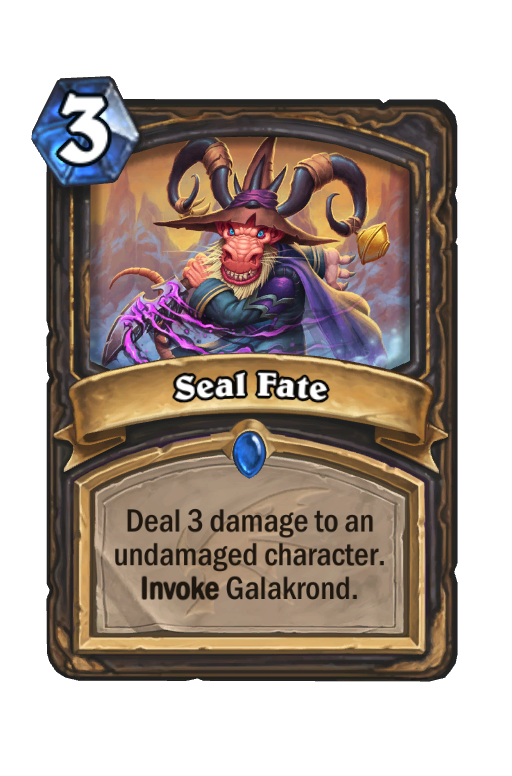 3
Seal Fate
Deal 3 damage to an
undamaged character.
Invoke Galakrond.